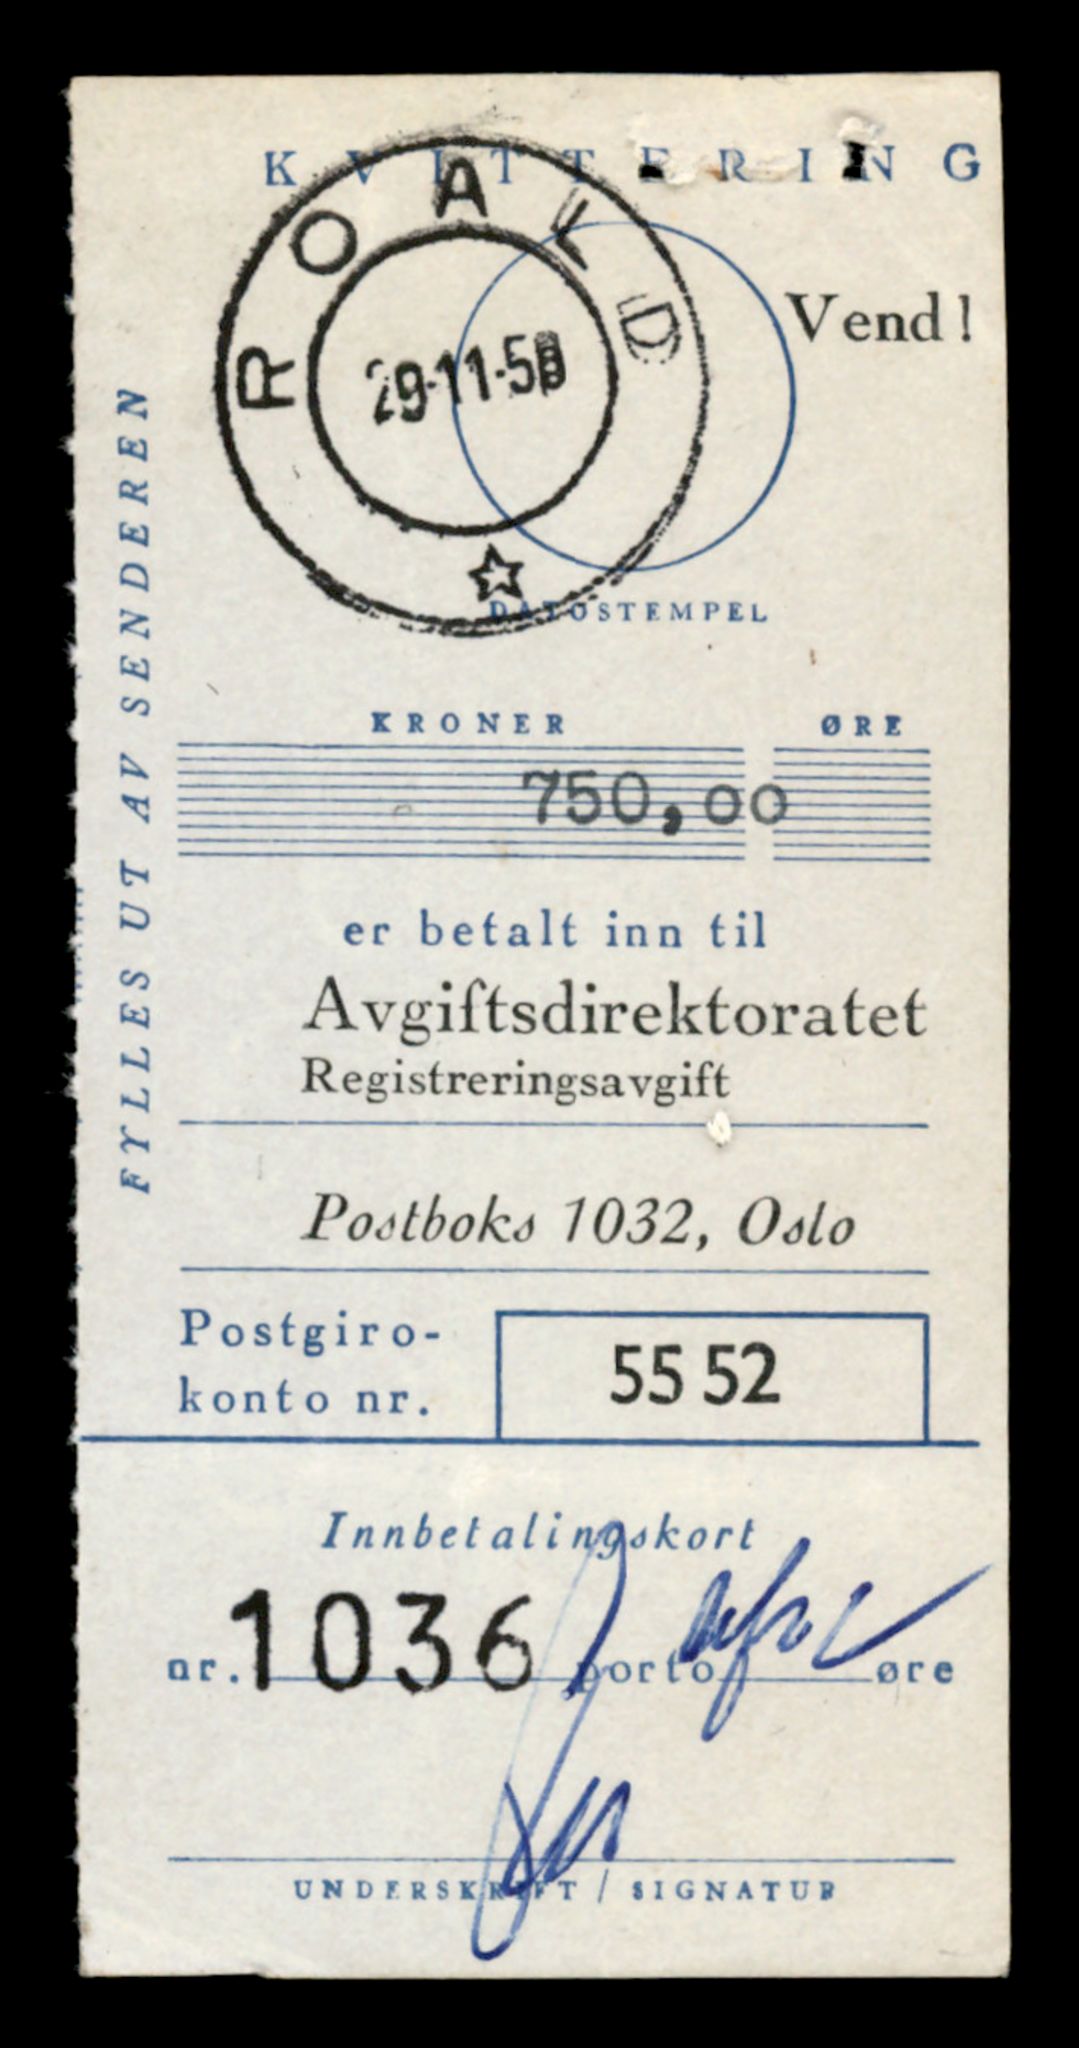 KVITTERING
ROALD
Vend!
29·11·58
DATOSTEMPEL
FYLLES UT AV SENDEREN
KRONER ØRE
750,00
er betalt inn til
Avgiftsdirektoratet
Registreringsavgift
Postboks 1032, Oslo
Postgiro-
konto nr.
55 52
Innbetalingskort
nr. 1036 porto øre
UNDERSKRIFT / SIGNATUR